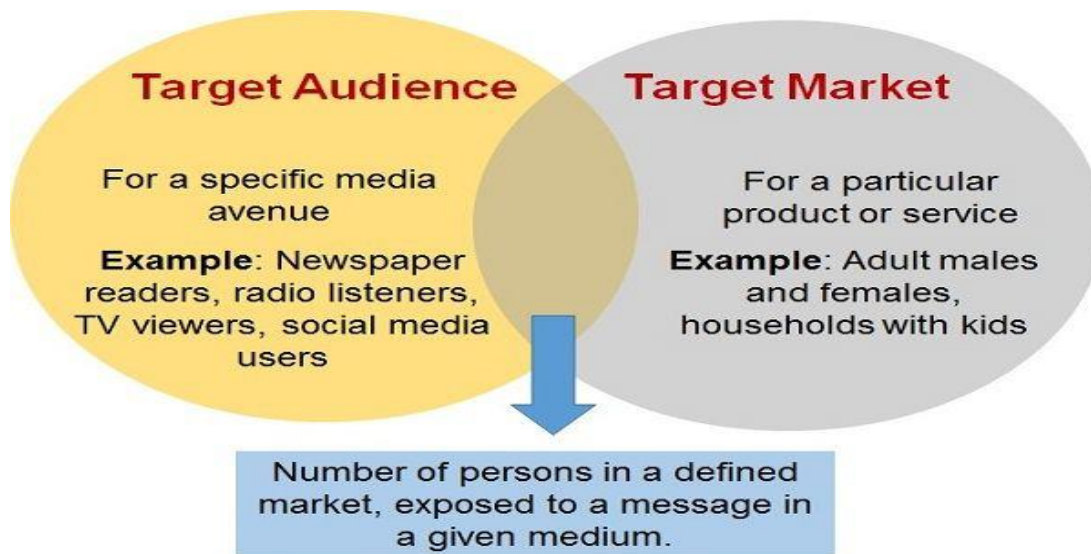 Target Audience
For a specific media
avenue
Example: Newspaper
readers, radio listeners,
TV viewers, social media
users
Target Market
For a particular
product or service
Example: Adult males
and females,
households with kids
Number of persons in a defined
market, exposed to a message in
a given medium.